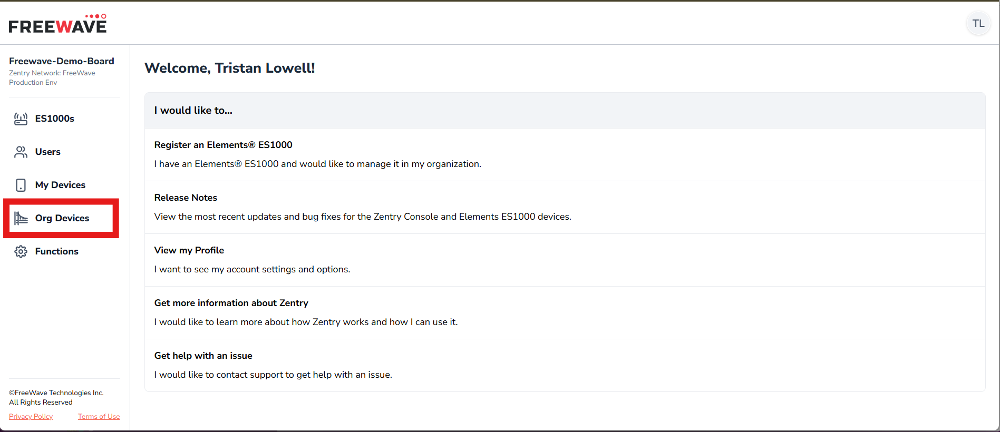 FREEWAVE
TL
Freewave-Demo-Board
Zentry Network: FreeWave
Production Env
ES1000s
Users
My Devices
Org Devices
Functions
©FreeWave Technologies Inc.
All Rights Reserved
Privacy Policy
Terms of Use
Welcome, Tristan Lowell!
I would like to...
Register an Elements® ES1000
I have an Elements® ES1000 and would like to manage it in my organization.
Release Notes
View the most recent updates and bug fixes for the Zentry Console and Elements ES1000 devices.
View my Profile
I want to see my account settings and options.
Get more information about Zentry
I would like to learn more about how Zentry works and how I can use it.
Get help with an issue
I would like to contact support to get help with an issue.